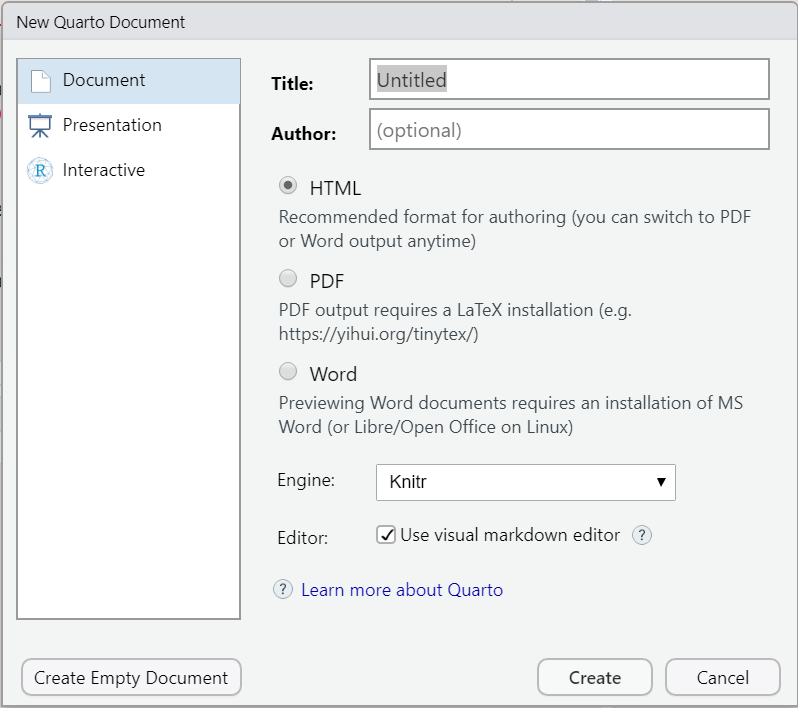 New Quarto Document
Document
Presentation
R
Interactive
Title:
Untitled
Author:
(optional)
HTML
Recommended format for authoring (you can switch to PDF
or Word output anytime)
PDF
PDF output requires a LaTeX installation (e.g.
https://yihui.org/tinytex/)
Word
Previewing Word documents requires an installation of MS
Word (or Libre/Open Office on Linux)
Engine:
Knitr
Editor:
Use visual markdown editor
?
? Learn more about Quarto
Create Empty Document
Create
Cancel